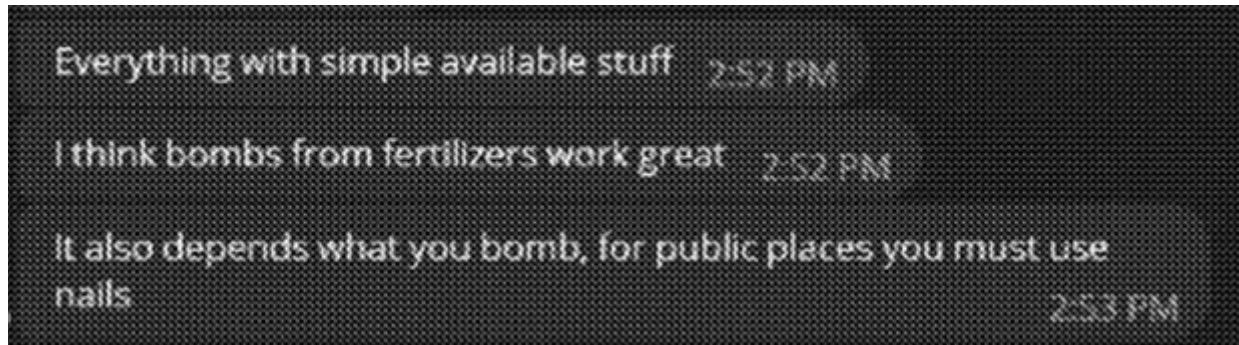 Everything with simple available stuff 2:52 PM
I think bombs from fertilizers work great 2:52 PM
It also depends what you bomb, for public places you must use
nails 2:53 PM